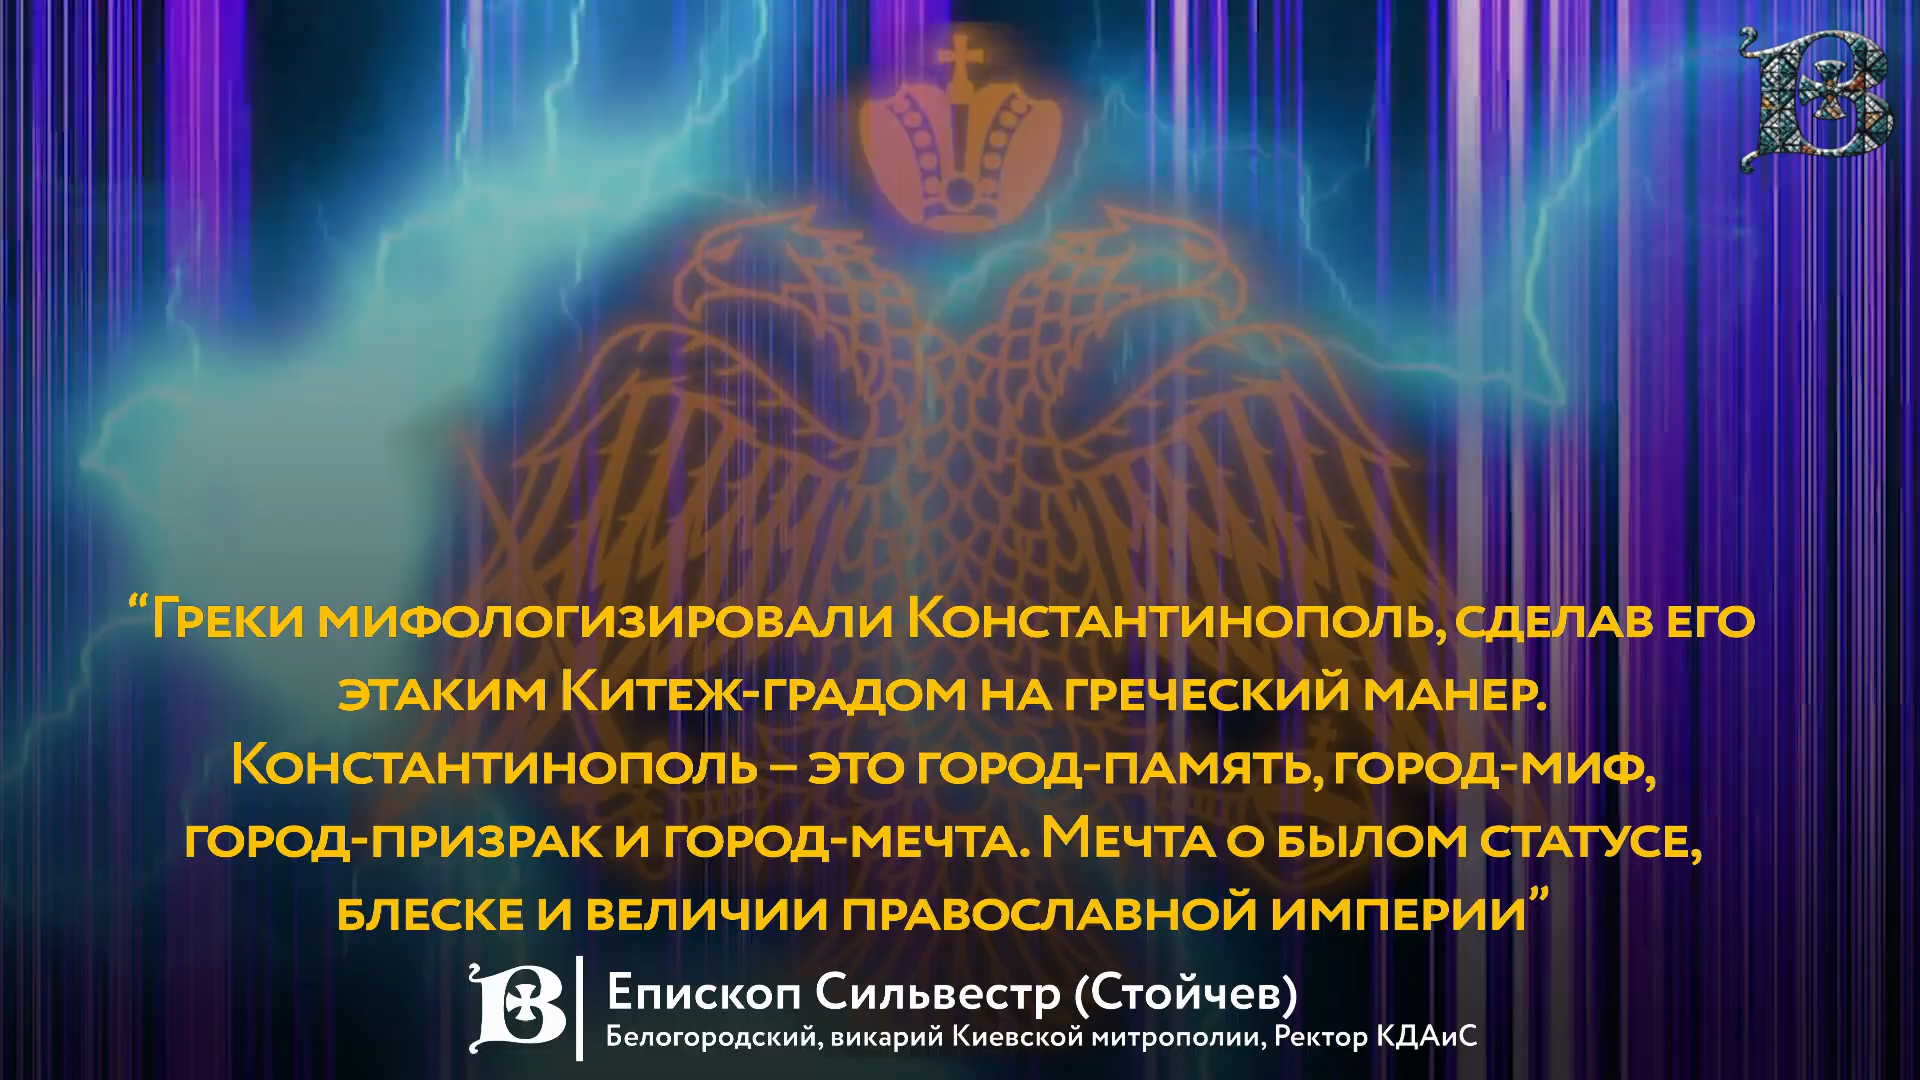 “Греки мифологизировали Константинополь, сделав его
этаким Китеж-градом на греческий манер.
Константинополь – это город-память, город-миф,
город-призрак и город-мечта. Мечта о былом статусе,
блеске и величии православной империи”
Епископ Сильвестр (Стойчев)
Белогородский, викарий Киевской митрополии, Ректор КДАиС